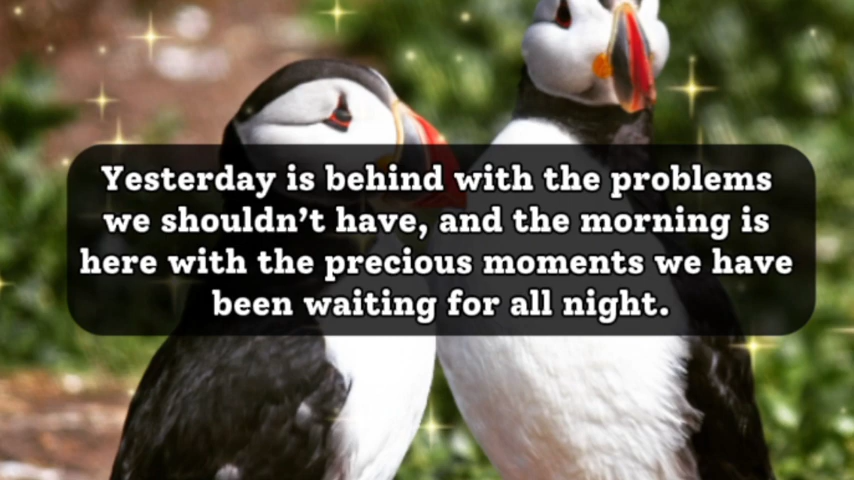 Yesterday is behind with the problems
we shouldn’t have, and the morning is
here with the precious moments we have
been waiting for all night.